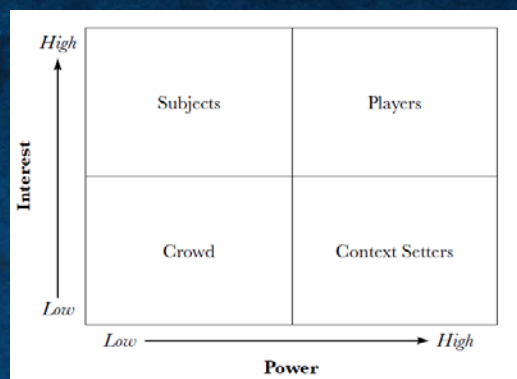 High
Subjects
Players
Interest
Crowd
Context Setters
Low
Low
High
Power